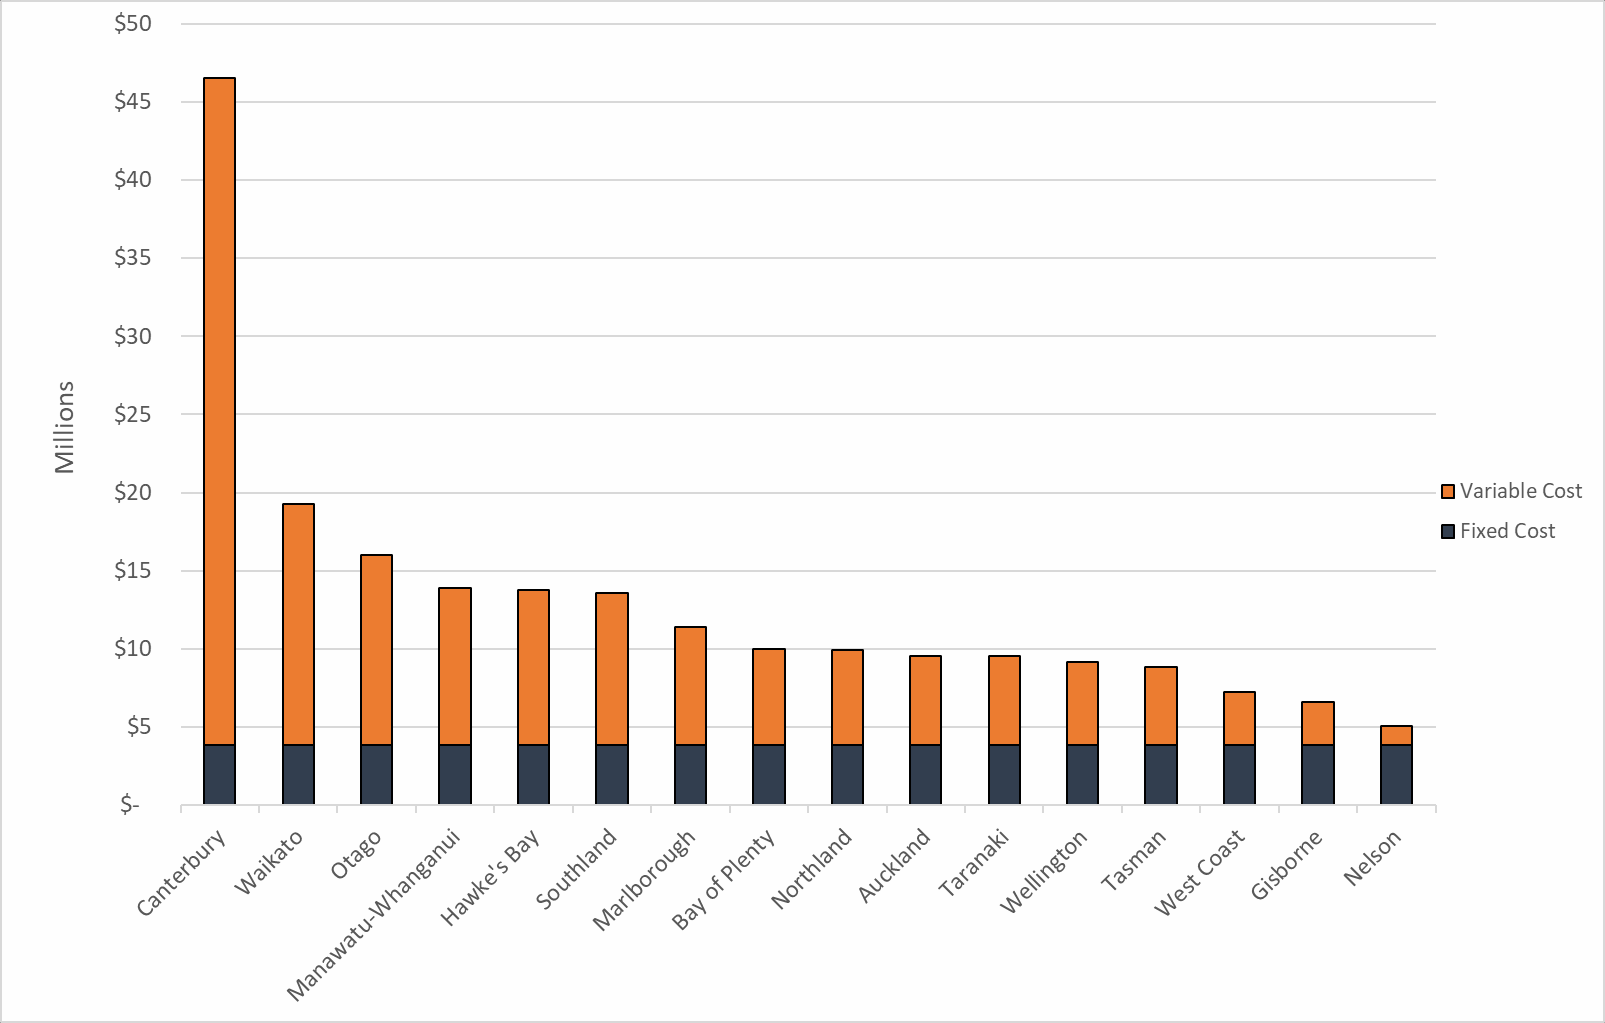 $50
$45
$40
$35
$30
$25
$20
$15
$10
$5
$-
Millions
Variable Cost
Fixed Cost
Canterbury
Waikato
Otago
Manawatu-Whanganui
Hawke's Bay
Southland
Marlborough
Bay of Plenty
Northland
Auckland
Taranaki
Wellington
Tasman
West Coast
Gisborne
Nelson